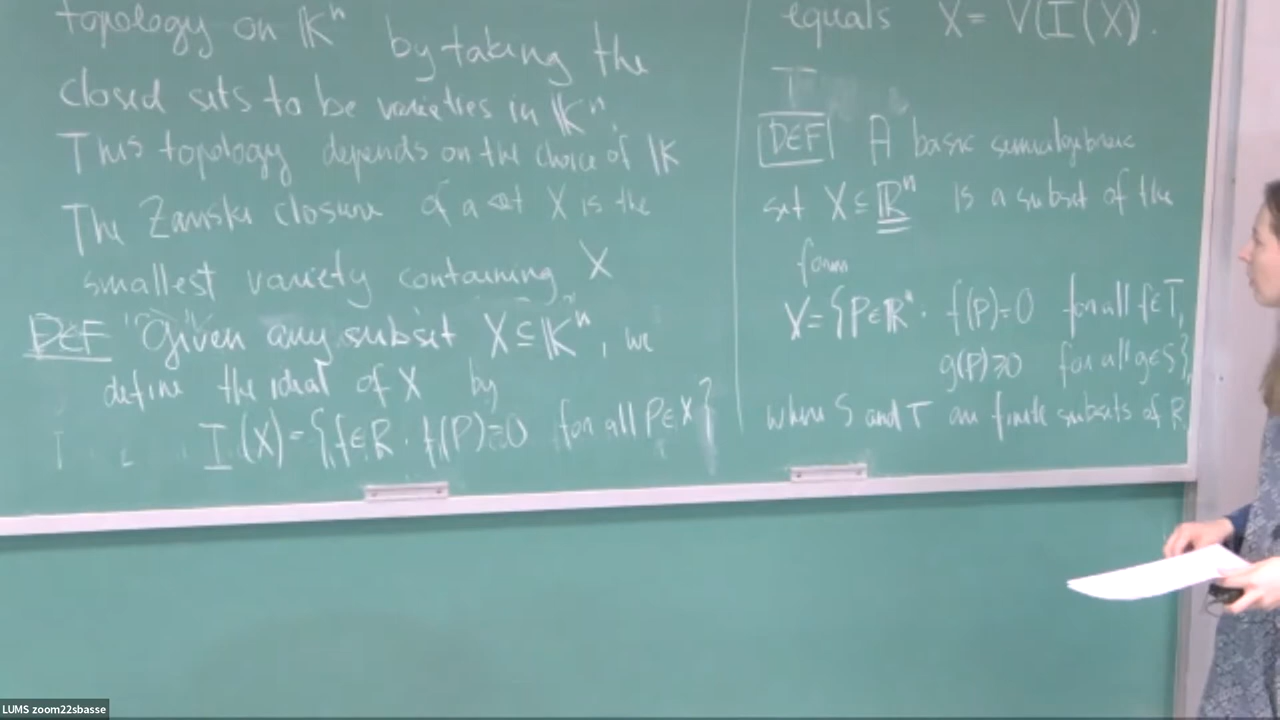 topology on 𝕂ⁿ by taking the
closed sets to be varieties in 𝕂ⁿ
This topology depends on the choice of 𝕂
The Zariski closure of a set X is the
smallest variety containing X
DEF Given any subset X ⊆ 𝕂ⁿ, we
define the ideal of X by
I(X) = {f ∈ R : f(P) = 0 for all P ∈ X}
equals X = V(I(X)).
T
DEF A basic semialgebraic
set X ⊆ ℝⁿ is a subset of the
form
X = {P ∈ ℝⁿ : f(P) = 0 for all f ∈ T,
g(P) ≥ 0 for all g ∈ S},
where S and T are finite subsets of R
LUMS zoom22sbasse